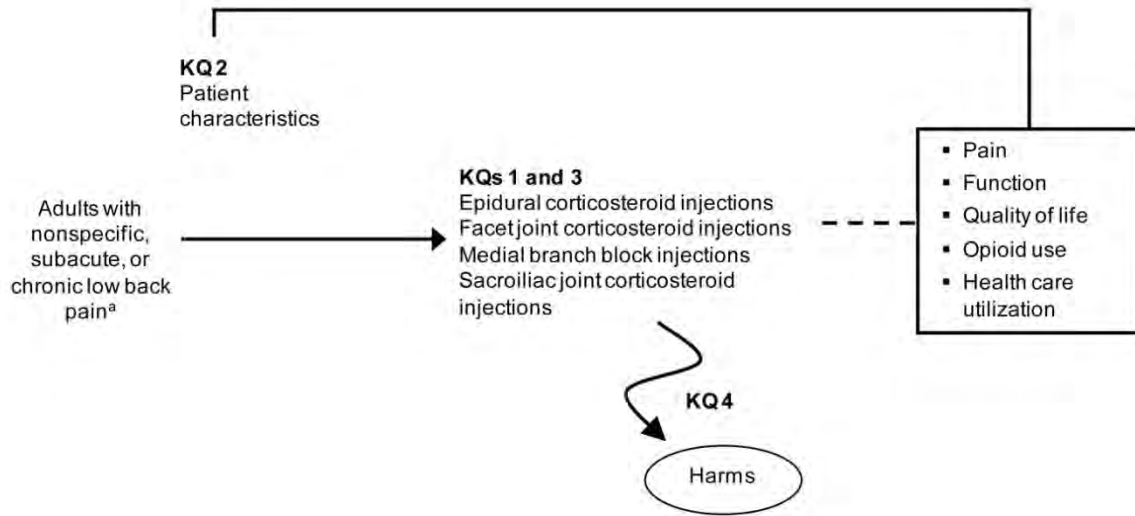 KQ 2
Patient
characteristics
Adults with
nonspecific,
subacute, or
chronic low back
painᵃ
KQs 1 and 3
Epidural corticosteroid injections
Facet joint corticosteroid injections
Medial branch block injections
Sacroiliac joint corticosteroid
injections
▪ Pain
▪ Function
▪ Quality of life
▪ Opioid use
▪ Health care
utilization
KQ 4
Harms